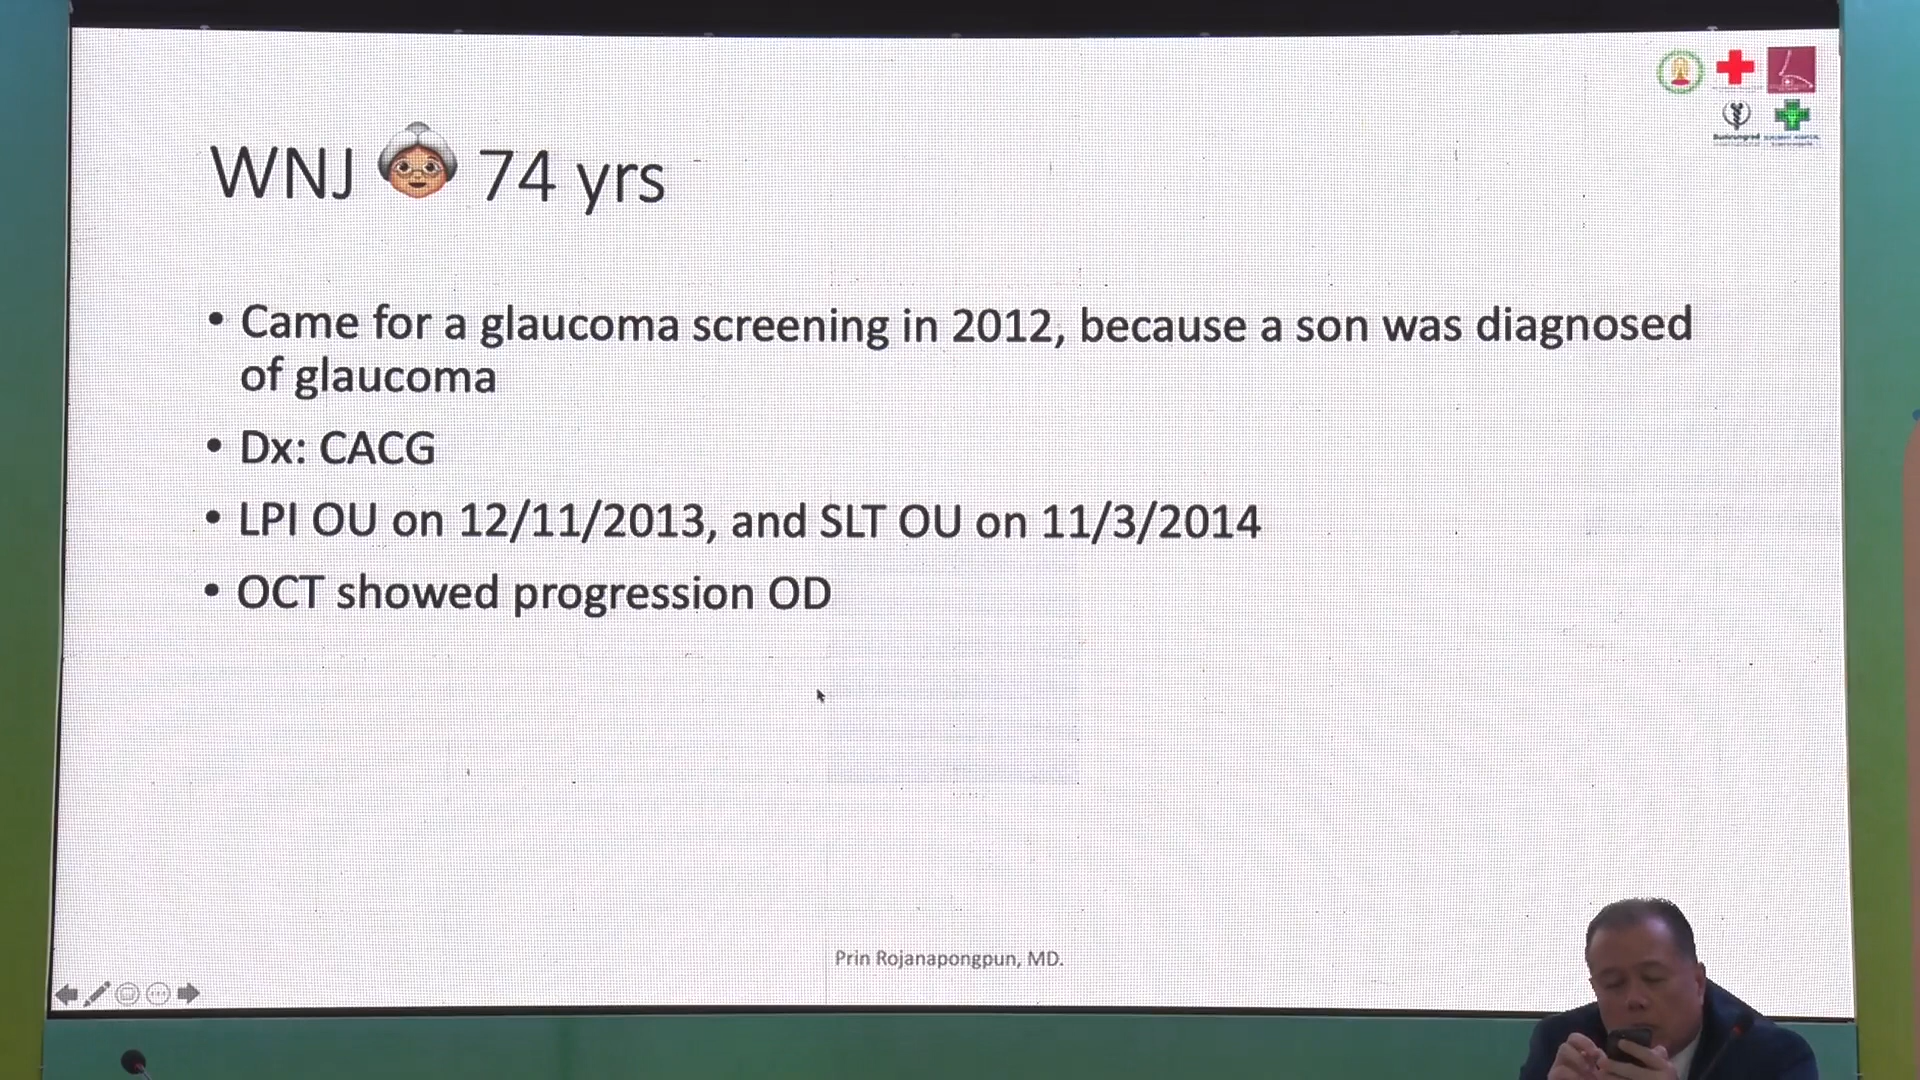 WNJ 👵 74 yrs
• Came for a glaucoma screening in 2012, because a son was diagnosed
of glaucoma
• Dx: CACG
• LPI OU on 12/11/2013, and SLT OU on 11/3/2014
• OCT showed progression OD
Prin Rojanapongpun, MD.